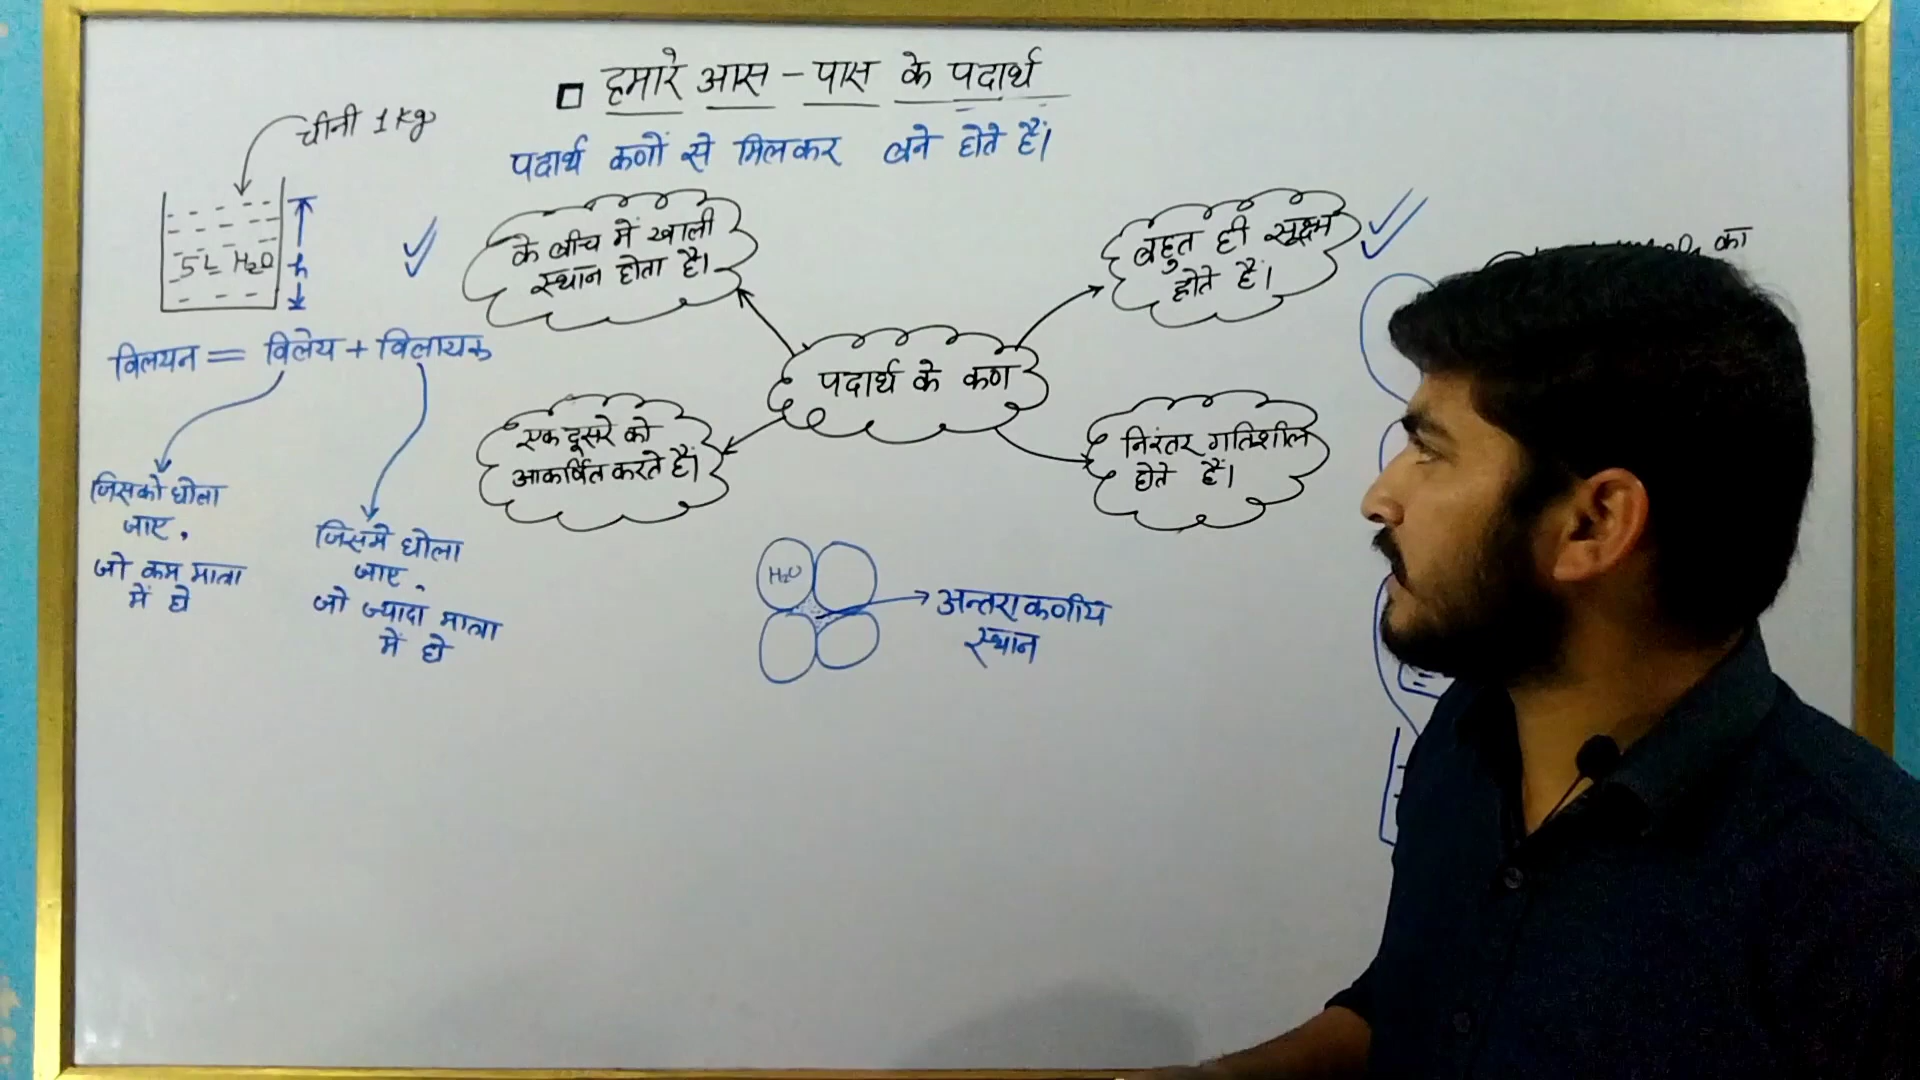 हमारे आस - पास के पदार्थ
पदार्थ कणों से मिलकर बने होते हैं।
चीनी 1 Kg
5L H₂O
h
विलयन = विलेय + विलायक
जिसको घोला
जाए,
जो कम मात्रा
में हो
जिसमे घोला
जाए,
जो ज्यादा मात्रा
में हो
के बीच में खाली
स्थान होता है।
बहुत ही सूक्ष्म
होते हैं।
पदार्थ के कण
एक दूसरे को
आकर्षित करते हैं।
निरंतर गतिशील
होते हैं।
H₂O
अन्तराकणीय
स्थान
का